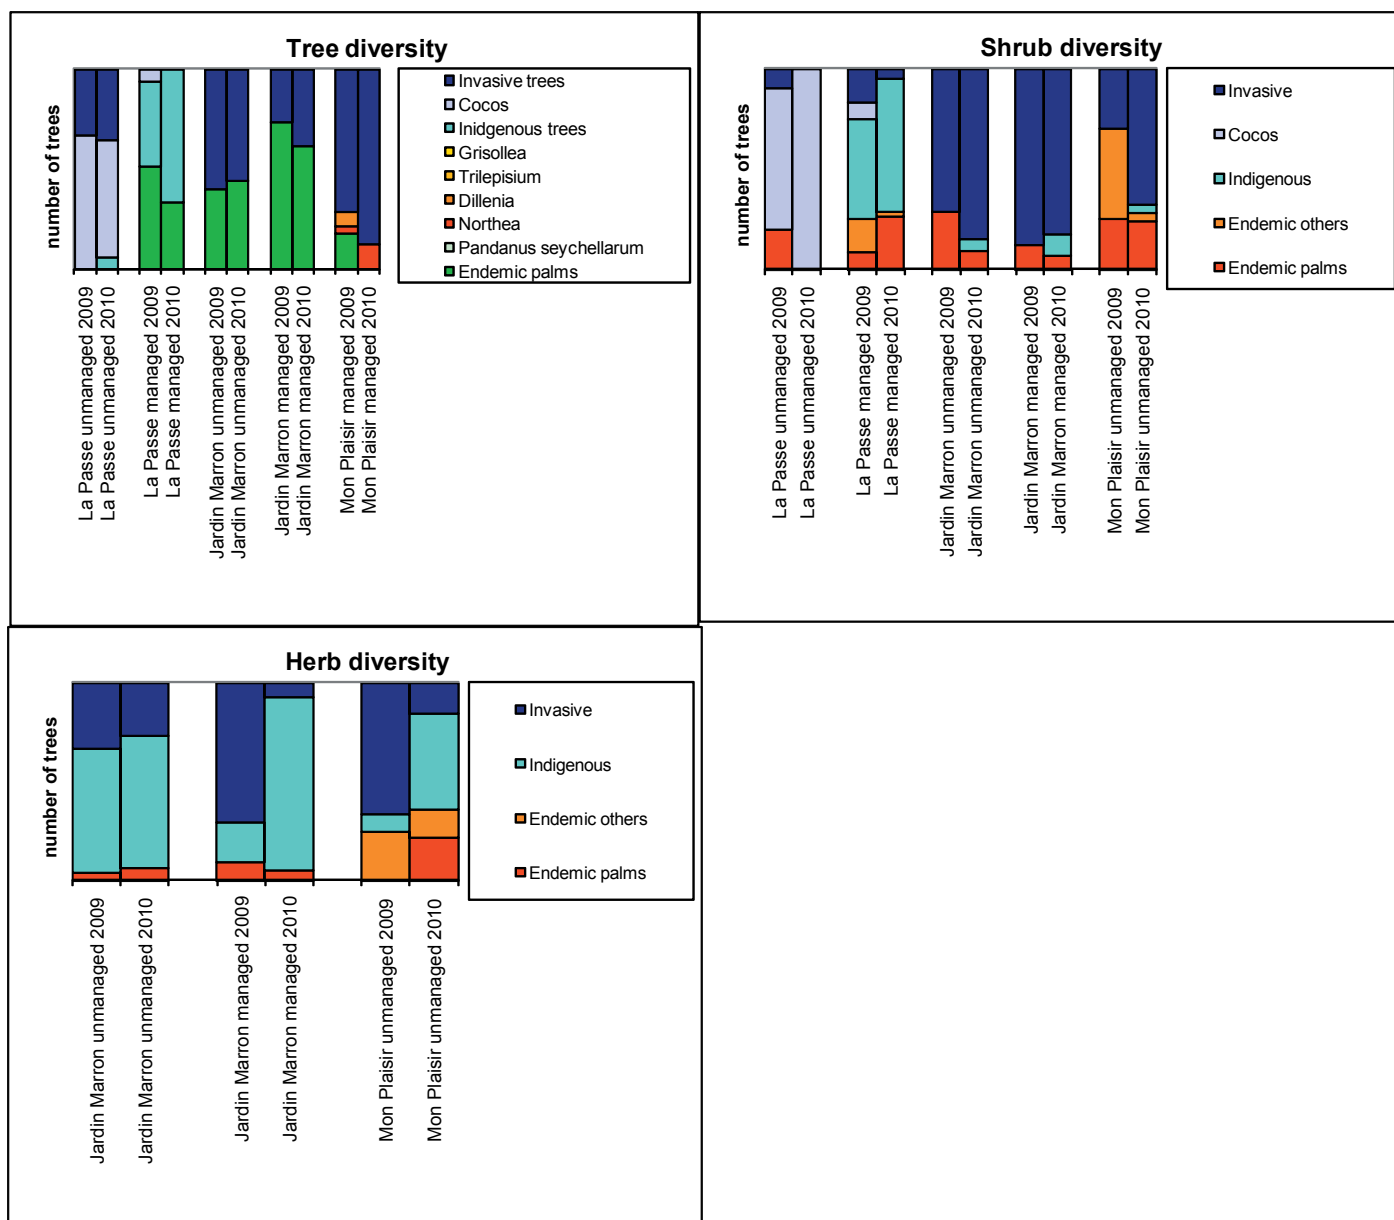 Tree diversity
number of trees
Invasive trees
Cocos
Inidgenous trees
Grisollea
Trilepisium
Dillenia
Northea
Pandanus seychellarum
Endemic palms
La Passe unmanaged 2009
La Passe unmanaged 2010
La Passe managed 2009
La Passe managed 2010
Jardin Marron unmanaged 2009
Jardin Marron unmanaged 2010
Jardin Marron managed 2009
Jardin Marron managed 2010
Mon Plaisir managed 2009
Mon Plaisir managed 2010
Shrub diversity
number of trees
Invasive
Cocos
Indigenous
Endemic others
Endemic palms
La Passe unmanaged 2009
La Passe unmanaged 2010
La Passe managed 2009
La Passe managed 2010
Jardin Marron unmanaged 2009
Jardin Marron unmanaged 2010
Jardin Marron managed 2009
Jardin Marron managed 2010
Mon Plaisir unmanaged 2009
Mon Plaisir unmanaged 2010
Herb diversity
number of trees
Invasive
Indigenous
Endemic others
Endemic palms
Jardin Marron unmanaged 2009
Jardin Marron unmanaged 2010
Jardin Marron managed 2009
Jardin Marron managed 2010
Mon Plaisir unmanaged 2009
Mon Plaisir unmanaged 2010